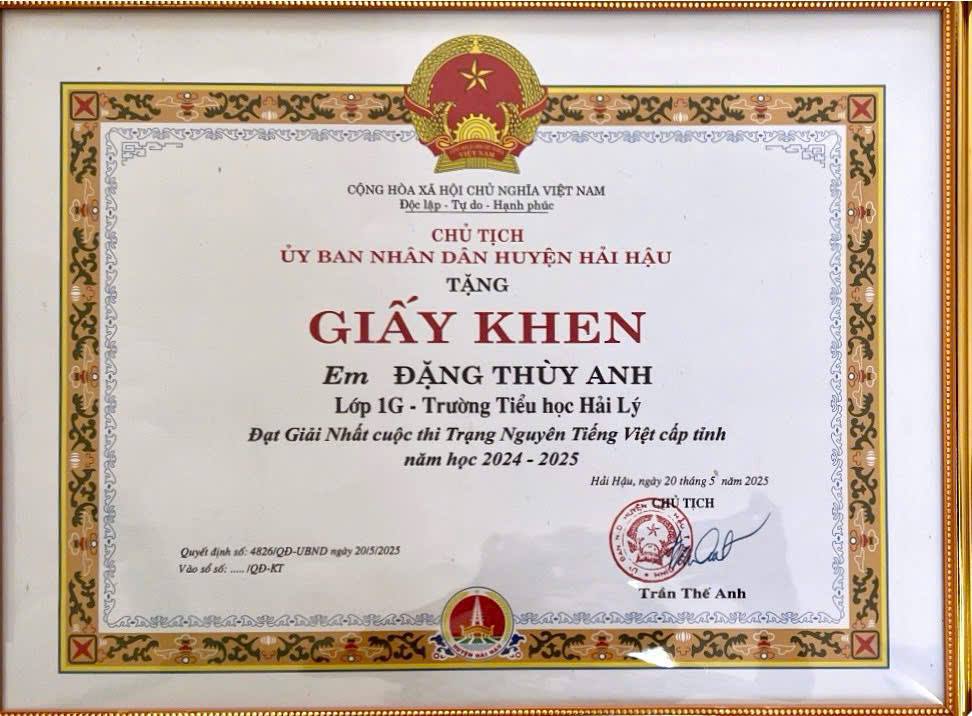 CỘNG HÒA XÃ HỘI CHỦ NGHĨA VIỆT NAM
Độc lập - Tự do - Hạnh phúc
CHỦ TỊCH
ỦY BAN NHÂN DÂN HUYỆN HẢI HẬU
TẶNG
GIẤY KHEN
Em ĐẶNG THÙY ANH
Lớp 1G - Trường Tiểu học Hải Lý
Đạt Giải Nhất cuộc thi Trạng Nguyên Tiếng Việt cấp tỉnh
năm học 2024 - 2025
Hải Hậu, ngày 20 tháng 5 năm 2025
CHỦ TỊCH
Quyết định số: 4826/QĐ-UBND ngày 20/5/2025
Vào sổ số: ..... /QĐ-KT
Trần Thế Anh
HUYỆN HẢI HẬU